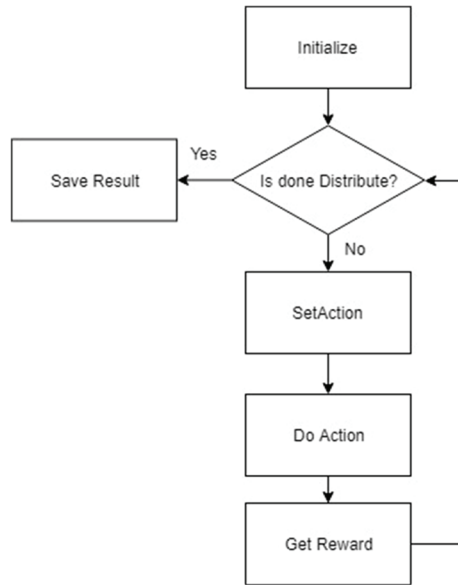 Initialize
Is done Distribute?
Yes
Save Result
No
SetAction
Do Action
Get Reward